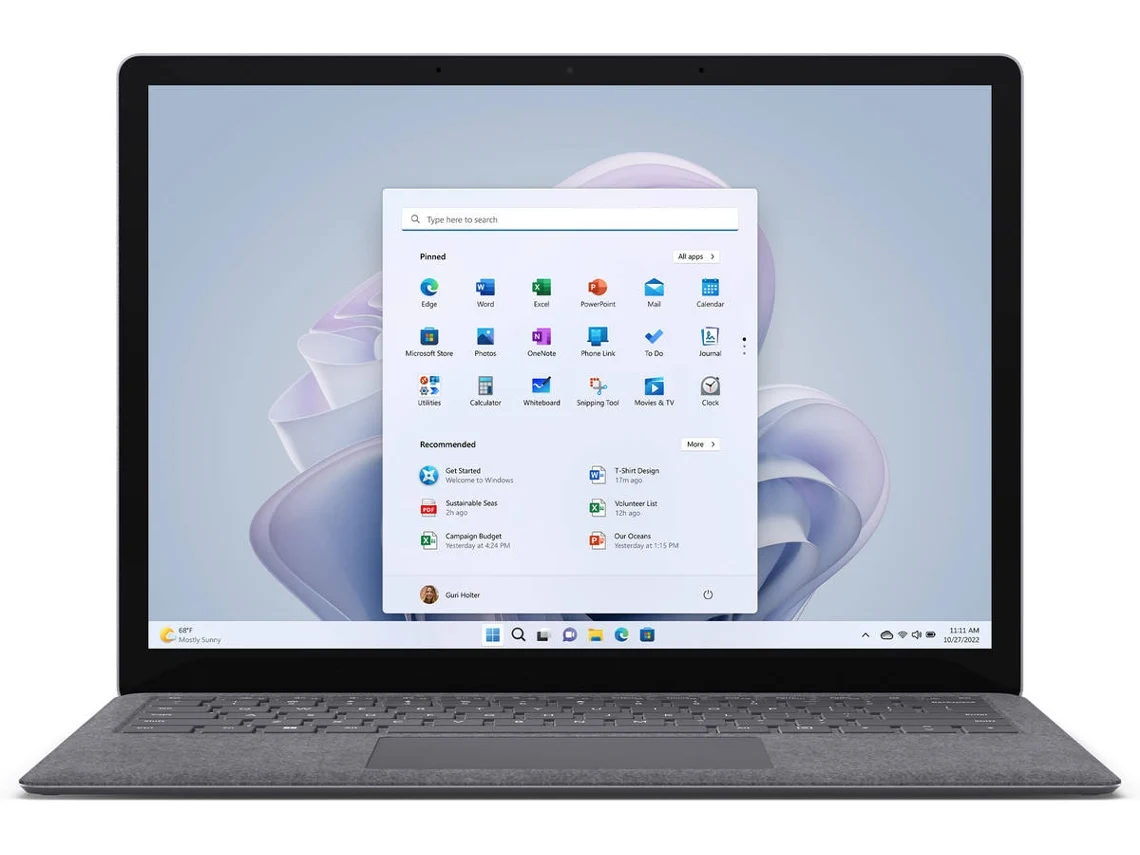 Type here to search
Pinned
All apps
Edge
Word
Excel
PowerPoint
Mail
Calendar
Microsoft Store
Photos
OneNote
Phone Link
To Do
Journal
Utilities
Calculator
Whiteboard
Snipping Tool
Movies & TV
Clock
Recommended
More
Get Started
Welcome to Windows
T-Shirt Design
17m ago
Sustainable Seas
2h ago
PDF
Volunteer List
12h ago
Campaign Budget
Yesterday at 4:24 PM
Our Oceans
Yesterday at 1:15 PM
Guri Holter
68°F
Mostly Sunny
11:11 AM
10/27/2022